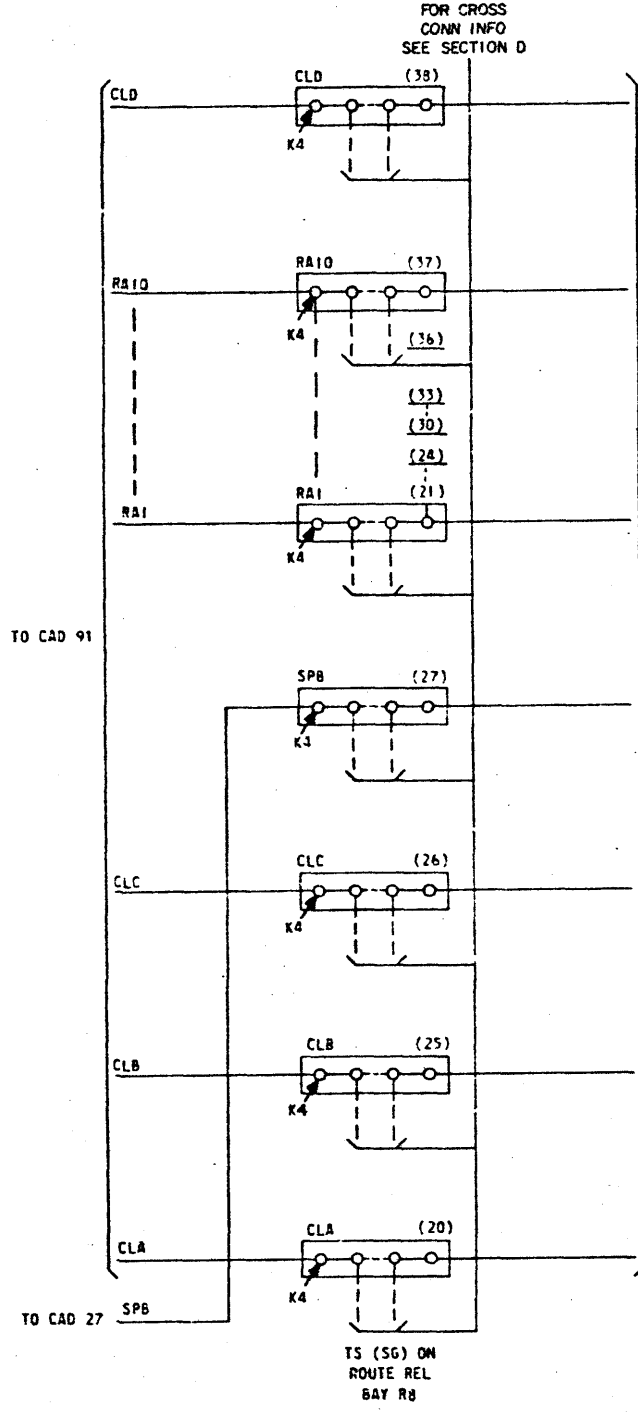 FOR CROSS
CONN INFO
SEE SECTION D
CLD
CLD (38)
K4
RA10
RA10 (37)
K4
(36)
(33)
(30)
(24)
RA1
RA1 (21)
K4
TO CAD 91
SPB (27)
K4
CLC
CLC (26)
K4
CLB
CLB (25)
K4
CLA
CLA (20)
K4
TO CAD 27 SPB
TS (SG) ON
ROUTE REL
BAY R8